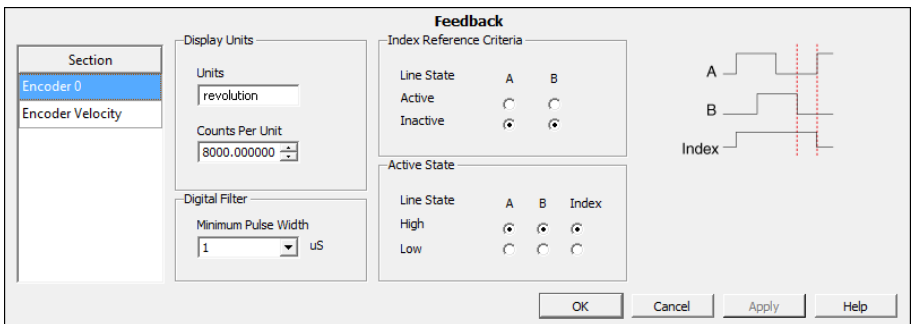 Feedback
Section
Encoder 0
Encoder Velocity
Display Units
Units
revolution
Counts Per Unit
8000.000000
Digital Filter
Minimum Pulse Width
1 uS
Index Reference Criteria
Line State A B
Active
Inactive
Active State
Line State A B Index
High
Low
A
B
Index
OK Cancel Apply Help